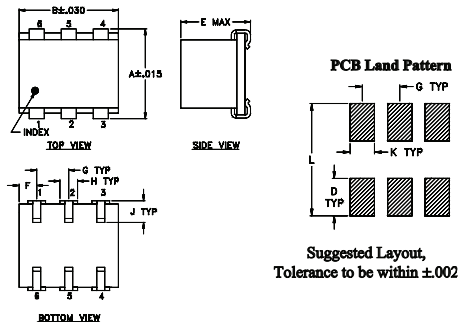 B±.030
6 5 4
A±.015
INDEX
1 2 3
TOP VIEW
E MAX
SIDE VIEW
PCB Land Pattern
G TYP
K TYP
L
D
TYP
Suggested Layout,
Tolerance to be within ±.002
G TYP
H TYP
F
1 2 3
J TYP
6 5 4
BOTTOM VIEW